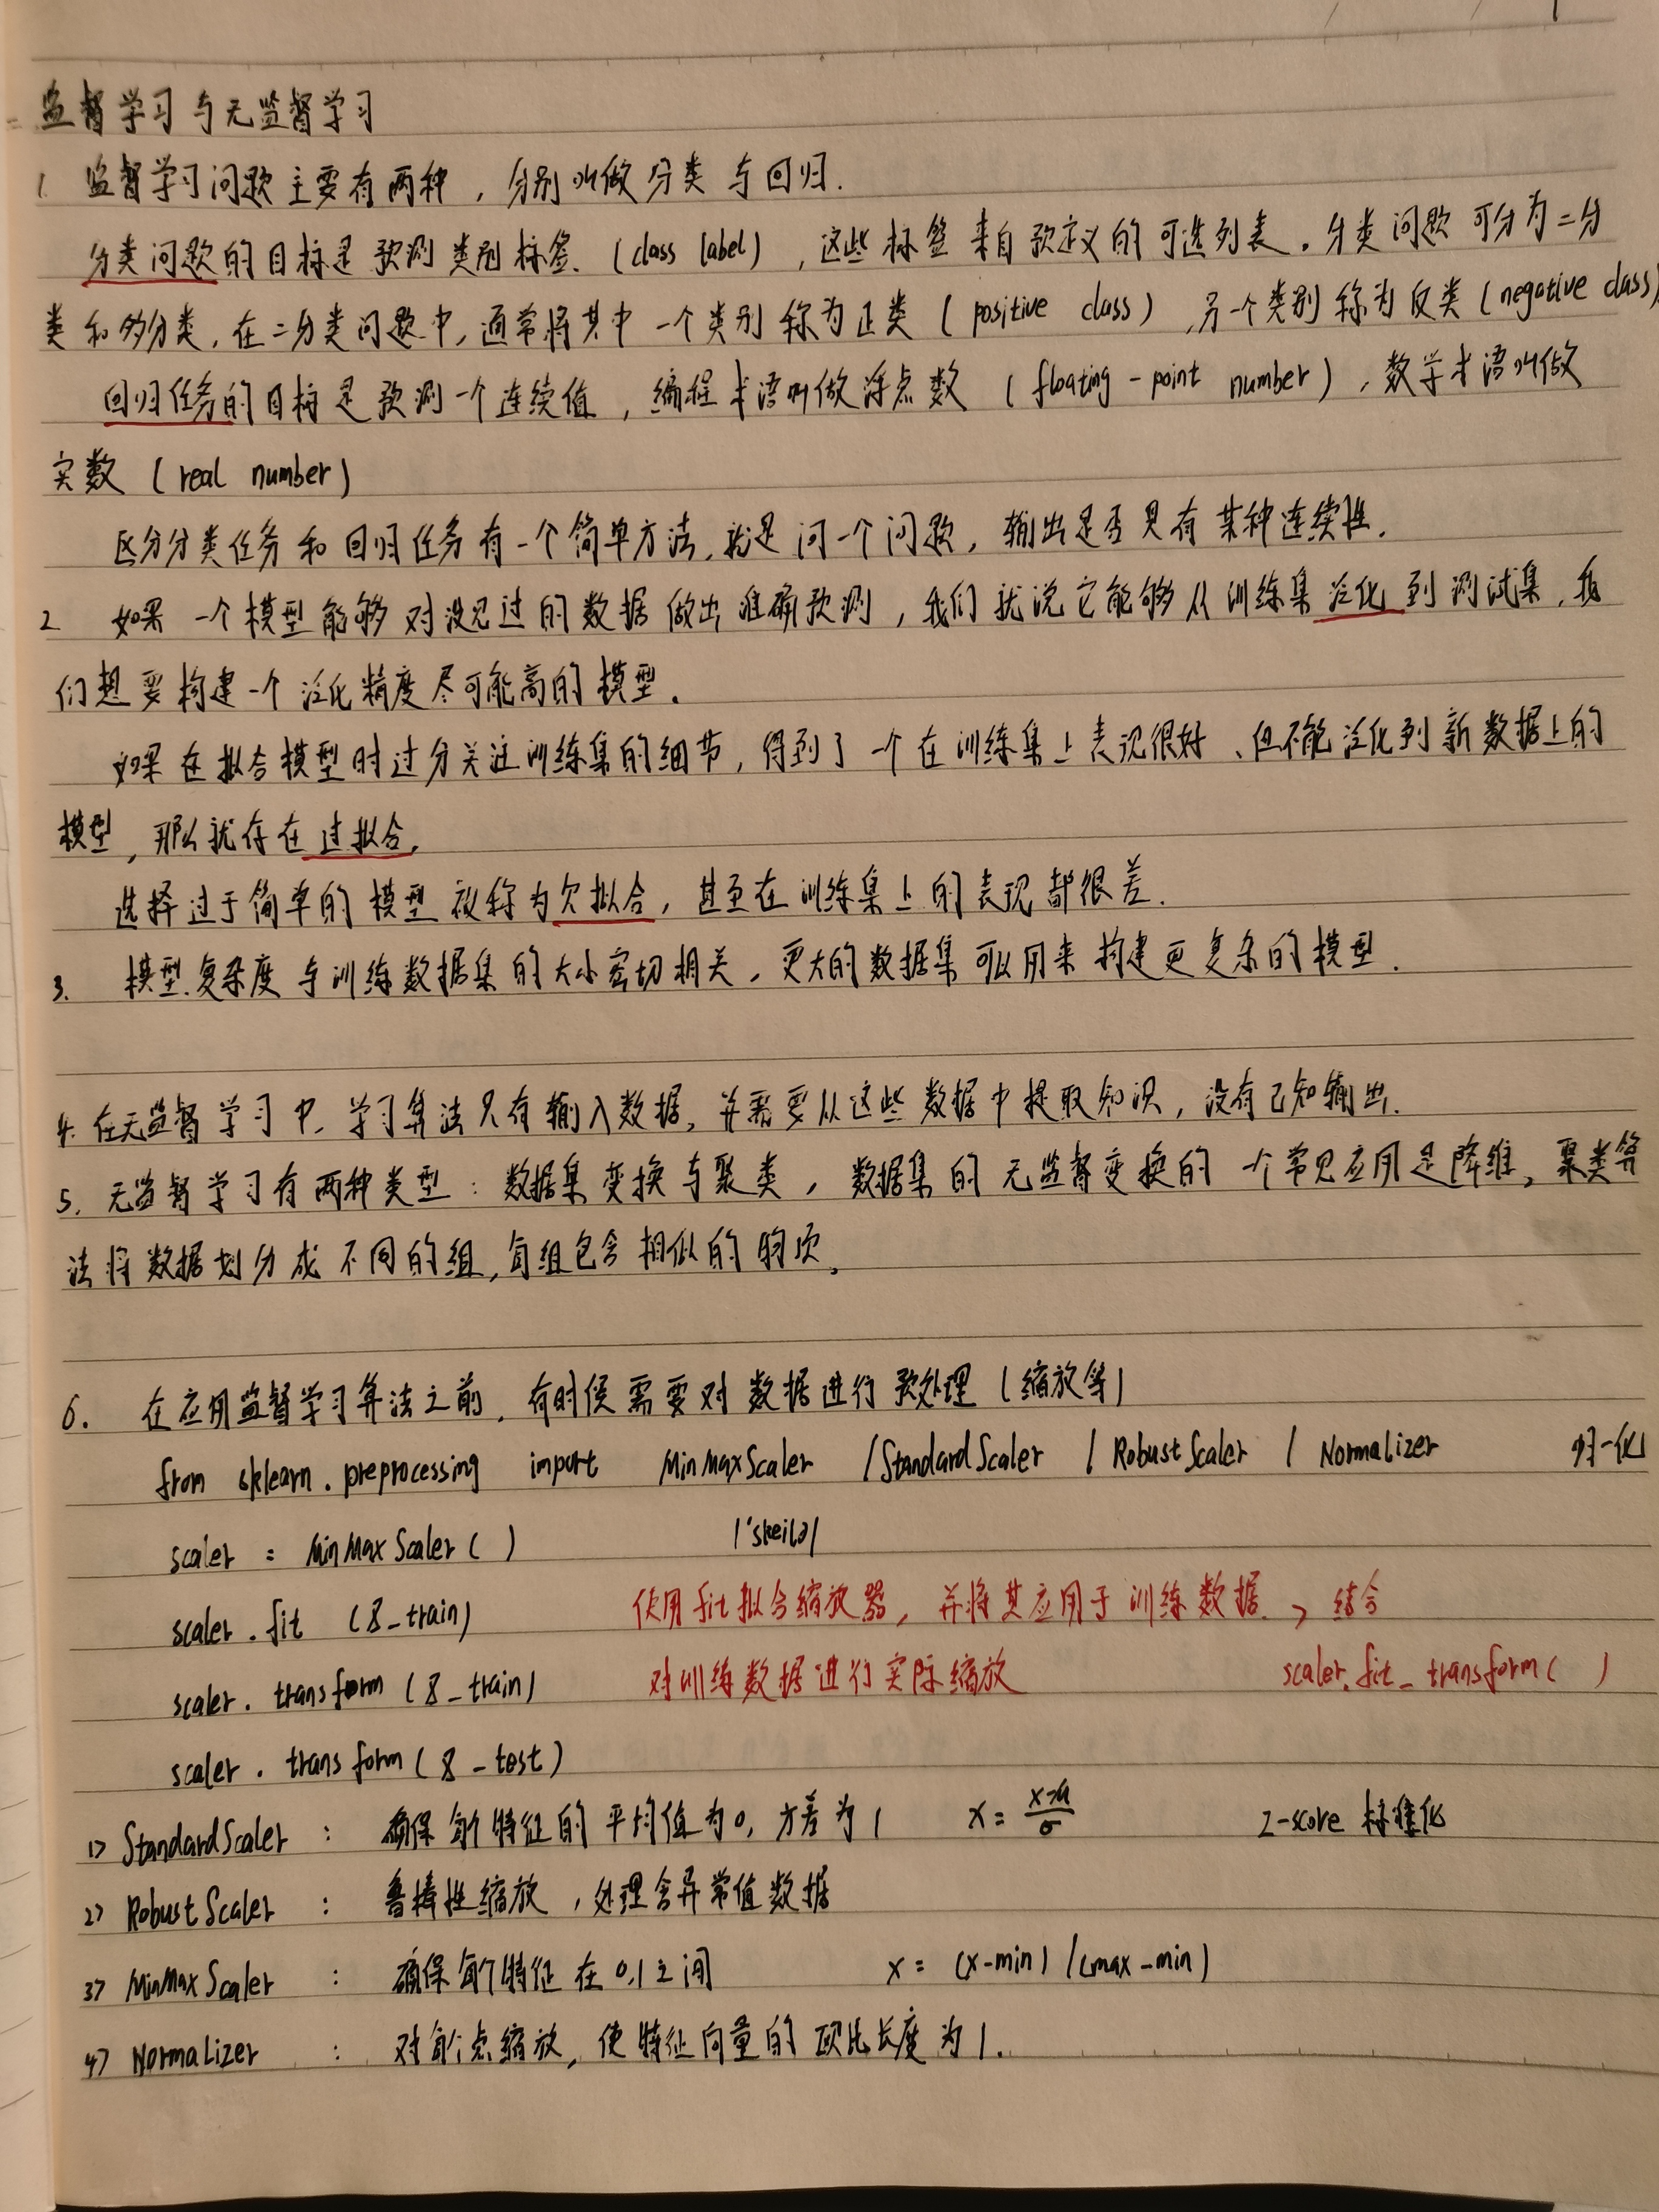 监督学习与无监督学习
1. 监督学习问题主要有两种，分别叫做分类与回归.
分类问题的目标是预测类别标签.(class label)，这些标签来自预定义的可选列表。分类问题可分为二分
类和多分类，在二分类问题中，通常将其中一个类别称为正类(positive class)，另一个类别称为反类(negative class)
回归任务的目标是预测一个连续值，编程术语叫做浮点数(floating-point number)，数学术语叫做
实数(real number)
区分分类任务和回归任务有一个简单方法，就是问一个问题，输出是否具有某种连续性.
2 如果一个模型能够对没见过的数据做出准确预测，我们就说它能够从训练集泛化到测试集，我
们想要构建一个泛化精度尽可能高的模型.
如果在拟合模型时过分关注训练集的细节，得到了一个在训练集上表现很好、但不能泛化到新数据上的
模型，那么就存在过拟合.
选择过于简单的模型被称为欠拟合，甚至在训练集上的表现都很差.
3. 模型复杂度与训练数据集的大小密切相关，更大的数据集可以用来构建更复杂的模型.
4. 在无监督学习中，学习算法只有输入数据，并需要从这些数据中提取知识，没有已知输出.
5. 无监督学习有两种类型：数据集变换与聚类，数据集的无监督变换的一个常见应用是降维，聚类算
法将数据划分成不同的组，每组包含相似的物项。
6. 在应用监督学习算法之前，有时候需要对数据进行预处理(缩放等)
from sklearn.preprocessing import MinMaxScaler /StandardScaler / RobustScaler / Normalizer 归一化
scaler = MinMaxScaler() /'skeilə/
scaler.fit (X_train) 使用fit拟合缩放器，并将其应用于训练数据. > 结合
scaler.transform(X_train) 对训练数据进行实际缩放 scaler.fit_transform( )
scaler.transform(X_test)
1> StandardScaler : 确保每个特征的平均值为0, 方差为1 x = (x-μ)/σ Z-score 标准化
2> RobustScaler : 鲁棒性缩放，处理含异常值数据
3> MinMaxScaler : 确保每个特征在0,1之间 x = (x-min) /(max-min)
4> Normalizer : 对每个点缩放，使特征向量的欧氏长度为1.